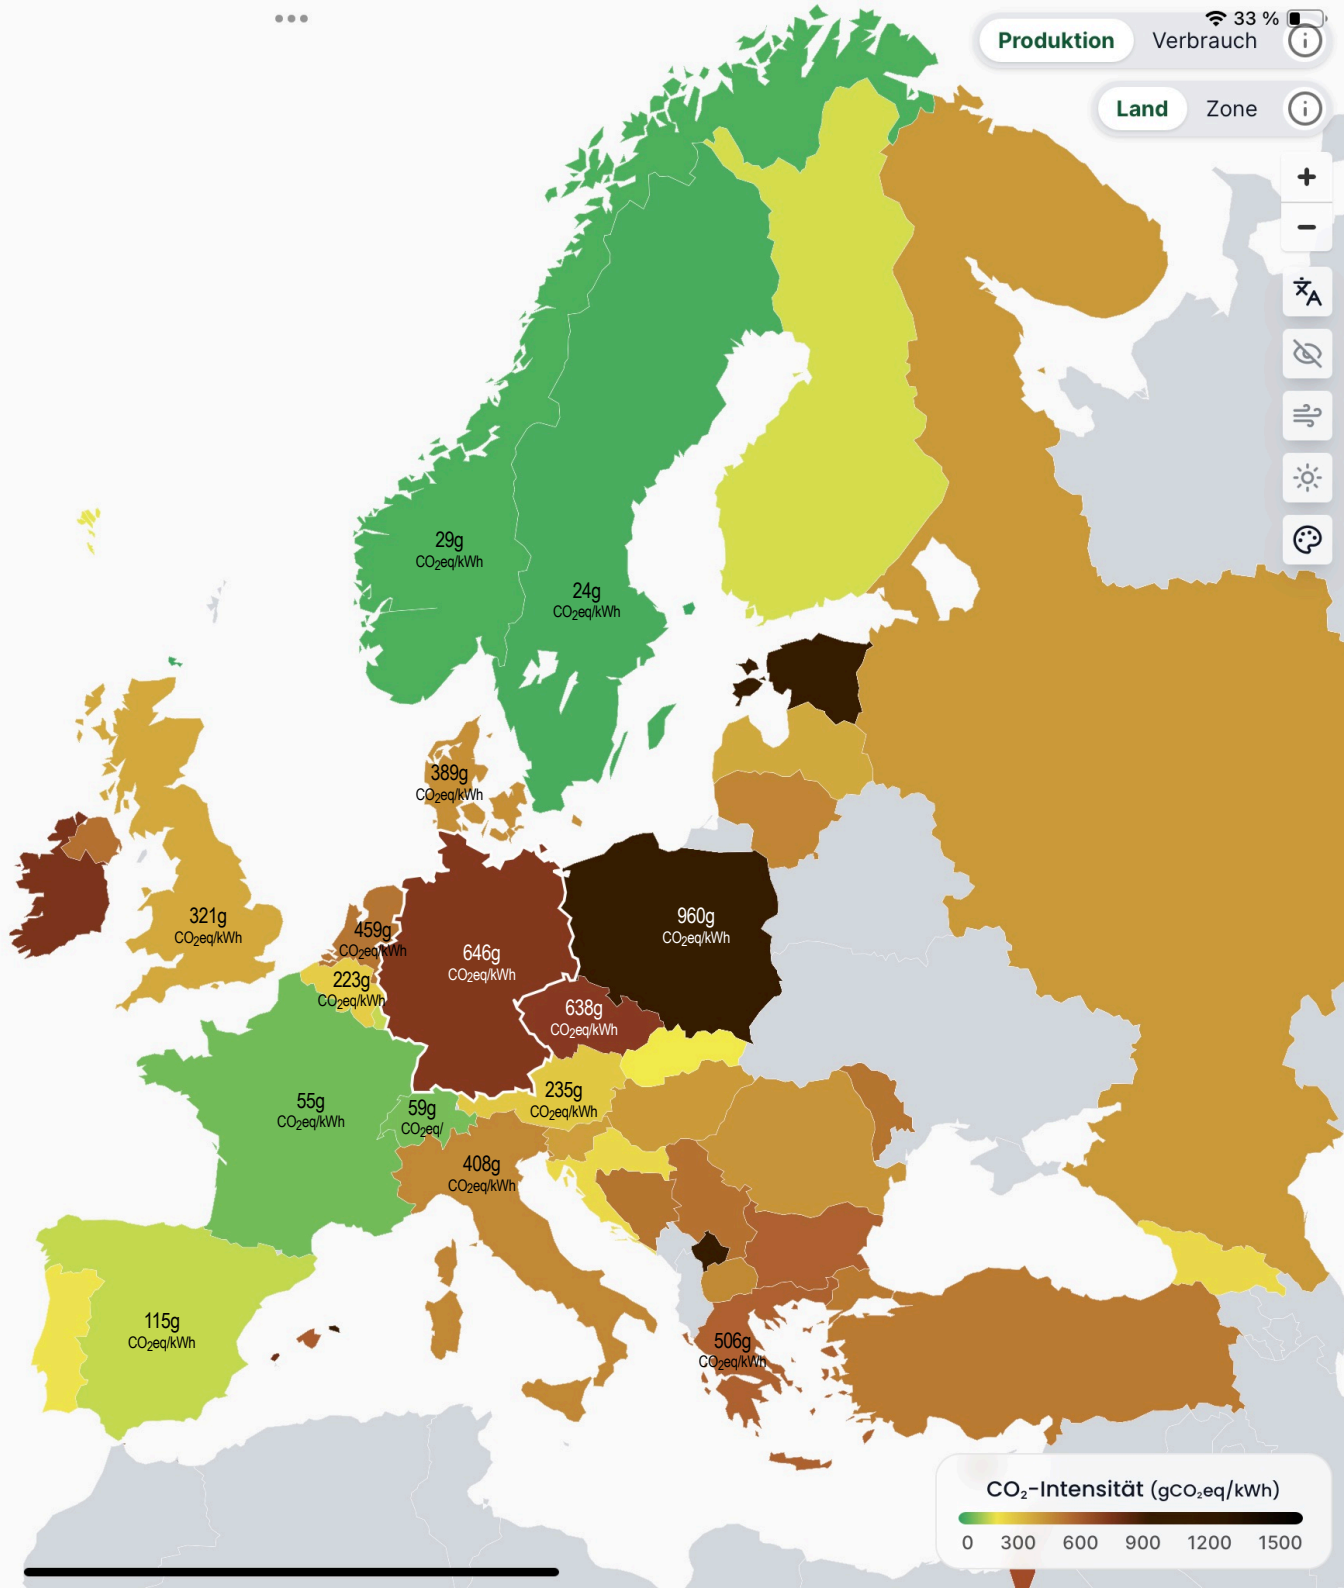 33 %
Produktion Verbrauch
Land Zone
29g
CO₂eq/kWh
24g
CO₂eq/kWh
389g
CO₂eq/kWh
321g
CO₂eq/kWh
459g
CO₂eq/kWh
960g
CO₂eq/kWh
646g
CO₂eq/kWh
223g
CO₂eq/kWh
638g
CO₂eq/kWh
235g
CO₂eq/kWh
55g
CO₂eq/kWh
59g
CO₂eq/
408g
CO₂eq/kWh
115g
CO₂eq/kWh
506g
CO₂eq/kWh
CO₂-Intensität (gCO₂eq/kWh)
0 300 600 900 1200 1500